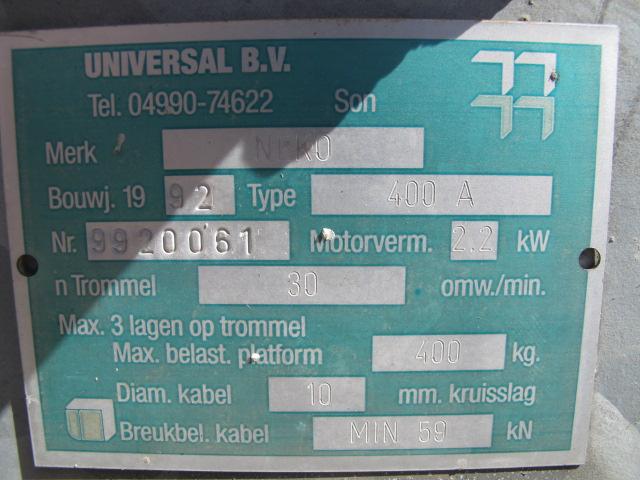 UNIVERSAL B.V.
Tel. 04990-74622 Son
Merk NIKO
Bouwj. 19 92 Type 400 A
Nr. 9920061 Motorverm. 2.2 kW
n Trommel 30 omw./min.
Max. 3 lagen op trommel
Max. belast. platform 400 kg.
Diam. kabel 10 mm. kruisslag
Breukbel. kabel MIN 59 kN